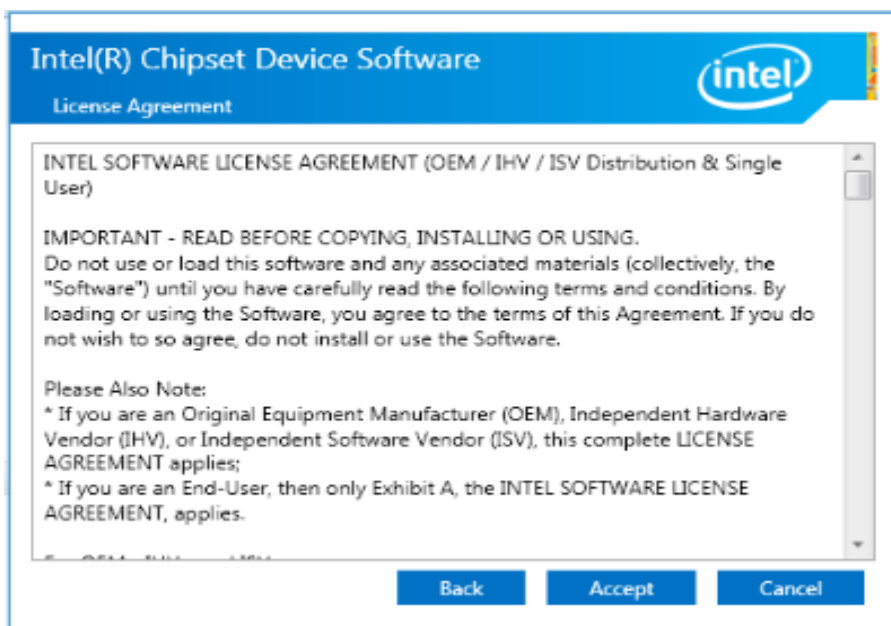 Intel(R) Chipset Device Software
intel
License Agreement
INTEL SOFTWARE LICENSE AGREEMENT (OEM / IHV / ISV Distribution & Single
User)
IMPORTANT - READ BEFORE COPYING, INSTALLING OR USING.
Do not use or load this software and any associated materials (collectively, the
"Software") until you have carefully read the following terms and conditions. By
loading or using the Software, you agree to the terms of this Agreement. If you do
not wish to so agree, do not install or use the Software.
Please Also Note:
* If you are an Original Equipment Manufacturer (OEM), Independent Hardware
Vendor (IHV), or Independent Software Vendor (ISV), this complete LICENSE
AGREEMENT applies;
* If you are an End-User, then only Exhibit A, the INTEL SOFTWARE LICENSE
AGREEMENT, applies.
Back Accept Cancel